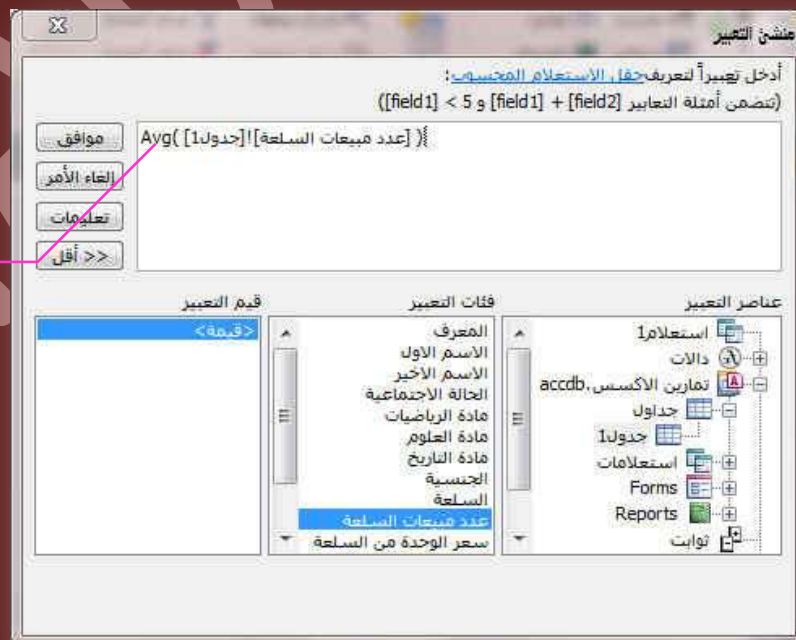 منشئ التعبير
أدخل تعبيراً لتعريف حقل الاستعلام المحسوب:
(تتضمن أمثلة التعابير [field1] + [field2] و [field1] < 5)
Avg( [جدول1]![عدد مبيعات السلعة] )
موافق
إلغاء الأمر
تعليمات
<< أقل
عناصر التعبير
استعلام1
دالات
تمارين الاكسس.accdb
جداول
جدول1
استعلامات
Forms
Reports
ثوابت
فئات التعبير
المعرف
الاسم الاول
الاسم الاخير
الحالة الاجتماعية
مادة الرياضيات
مادة العلوم
مادة التاريخ
الجنسية
السلعة
عدد مبيعات السلعة
سعر الوحدة من السلعة
قيم التعبير
<قيمة>